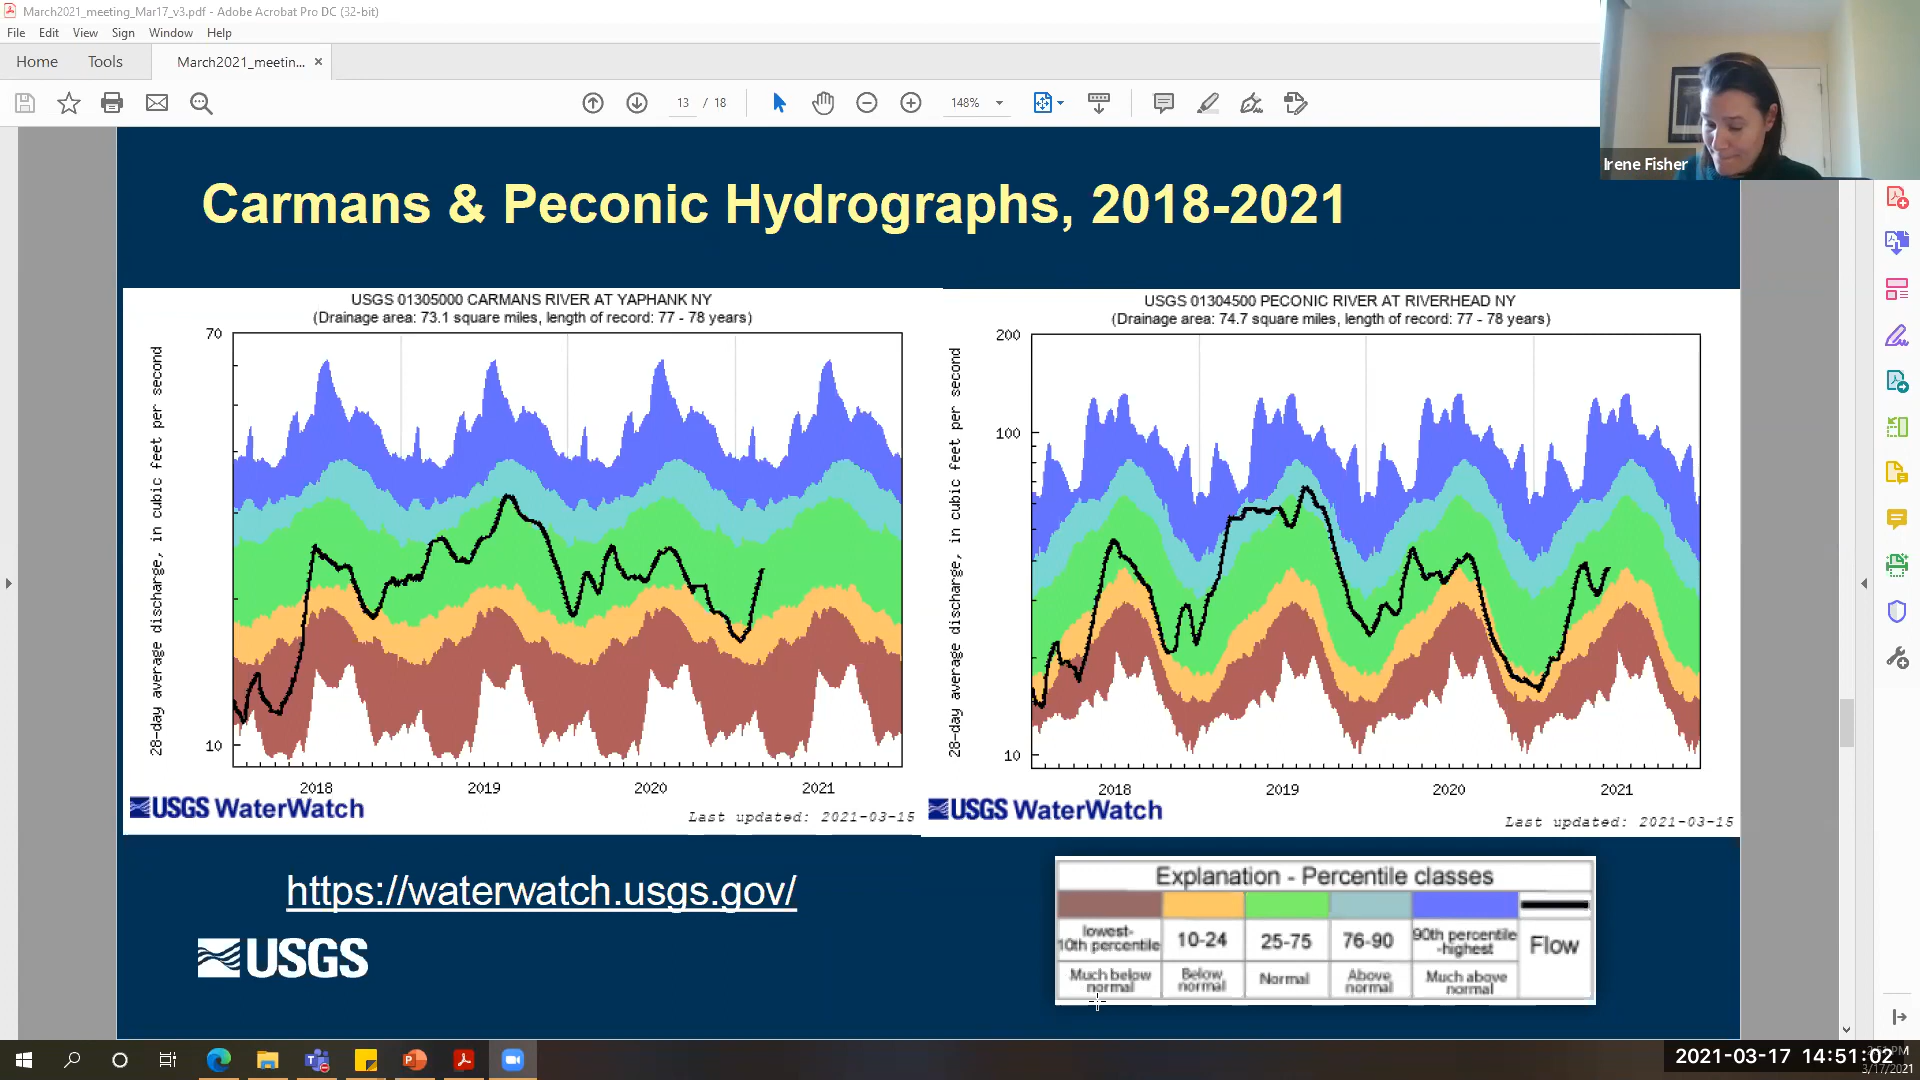 March2021_meeting_Mar17_v3.pdf - Adobe Acrobat Pro DC (32-bit)
File Edit View Sign Window Help
Home Tools March2021_meetin... ×
13 / 18 148%
Irene Fisher
Carmans & Peconic Hydrographs, 2018-2021
USGS 01305000 CARMANS RIVER AT YAPHANK NY
(Drainage area: 73.1 square miles, length of record: 77 - 78 years)
70
10
28-day average discharge, in cubic feet per second
2018 2019 2020 2021
USGS WaterWatch
Last updated: 2021-03-15
USGS 01304500 PECONIC RIVER AT RIVERHEAD NY
(Drainage area: 74.7 square miles, length of record: 77 - 78 years)
200
100
10
28-day average discharge, in cubic feet per second
2018 2019 2020 2021
USGS WaterWatch
Last updated: 2021-03-15
https://waterwatch.usgs.gov/
USGS
Explanation - Percentile classes
lowest-
10th percentile
10-24
25-75
76-90
90th percentile
-highest
Flow
Much below
normal
Below
normal
Normal
Above
normal
Much above
normal
2021-03-17 14:51:02
3/17/2021